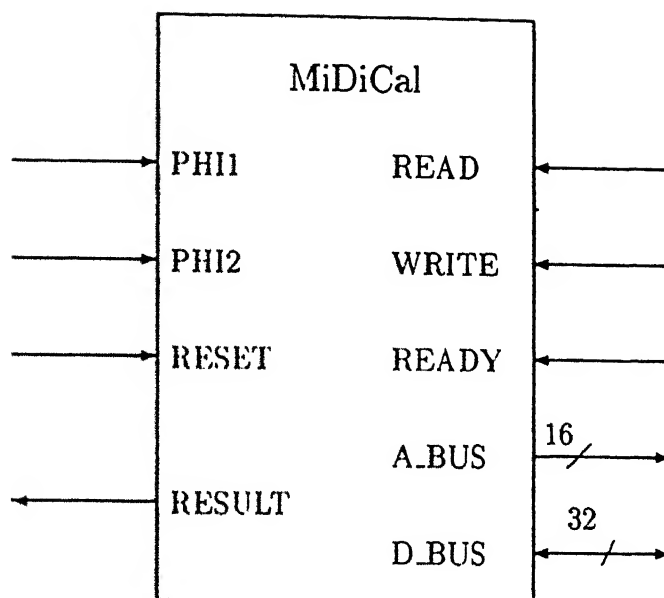 MiDiCal
PHI1 READ
PHI2 WRITE
RESET READY
A_BUS 16
RESULT
D_BUS 32